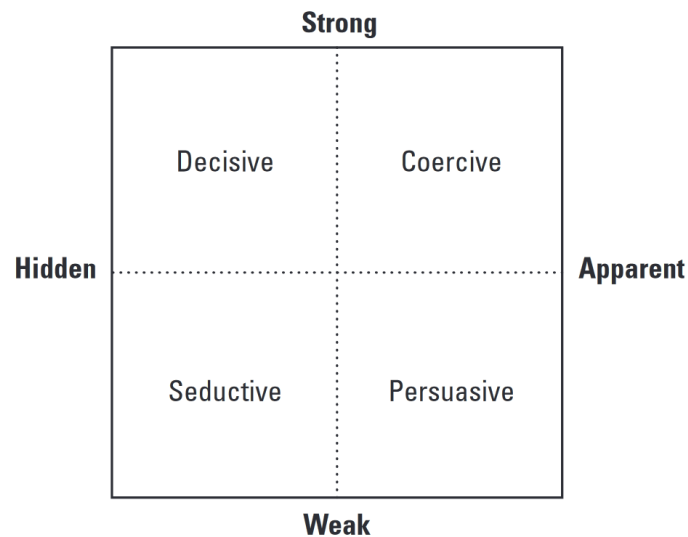 Strong
Decisive
Coercive
Hidden
Apparent
Seductive
Persuasive
Weak